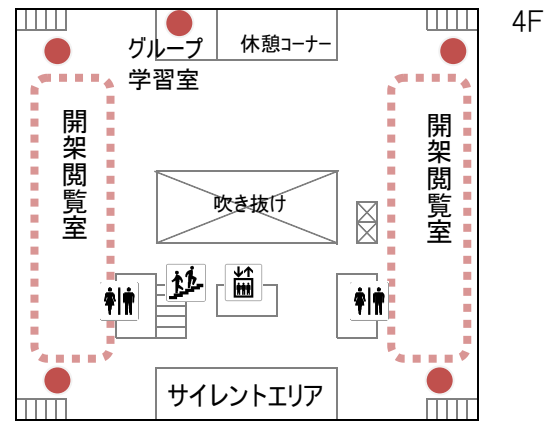 4F
グループ
学習室
休憩コーナー
開架閲覧室
開架閲覧室
吹き抜け
サイレントエリア